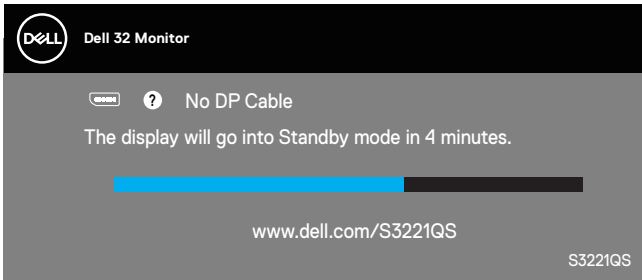 DELL
Dell 32 Monitor
? No DP Cable
The display will go into Standby mode in 4 minutes.
www.dell.com/S3221QS
S3221QS